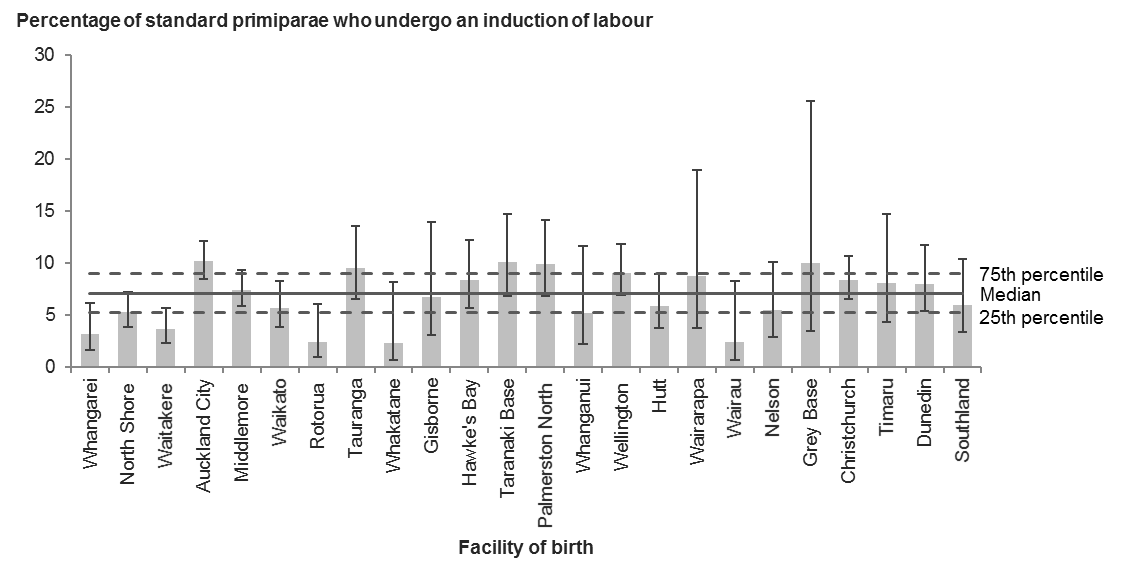 Percentage of standard primiparae who undergo an induction of labour
30
25
20
15
10
5
0
75th percentile
Median
25th percentile
Whangarei
North Shore
Waitakere
Auckland City
Middlemore
Waikato
Rotorua
Tauranga
Whakatane
Gisborne
Hawke's Bay
Taranaki Base
Palmerston North
Whanganui
Wellington
Hutt
Wairarapa
Wairau
Nelson
Grey Base
Christchurch
Timaru
Dunedin
Southland
Facility of birth